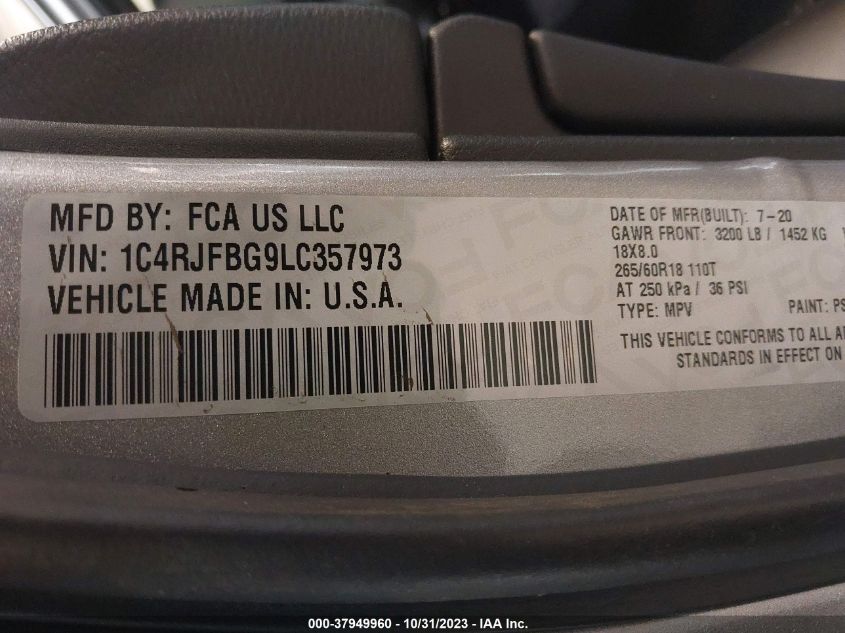 MFD BY: FCA US LLC
VIN: 1C4RJFBG9LC357973
VEHICLE MADE IN: U.S.A.
DATE OF MFR(BUILT): 7-20
GAWR FRONT: 3200 LB / 1452 KG
18X8.0
265/60R18 110T
AT 250 kPa / 36 PSI
TYPE: MPV PAINT: PS
THIS VEHICLE CONFORMS TO ALL
STANDARDS IN EFFECT ON
000-37949960 - 10/31/2023 - IAA Inc.